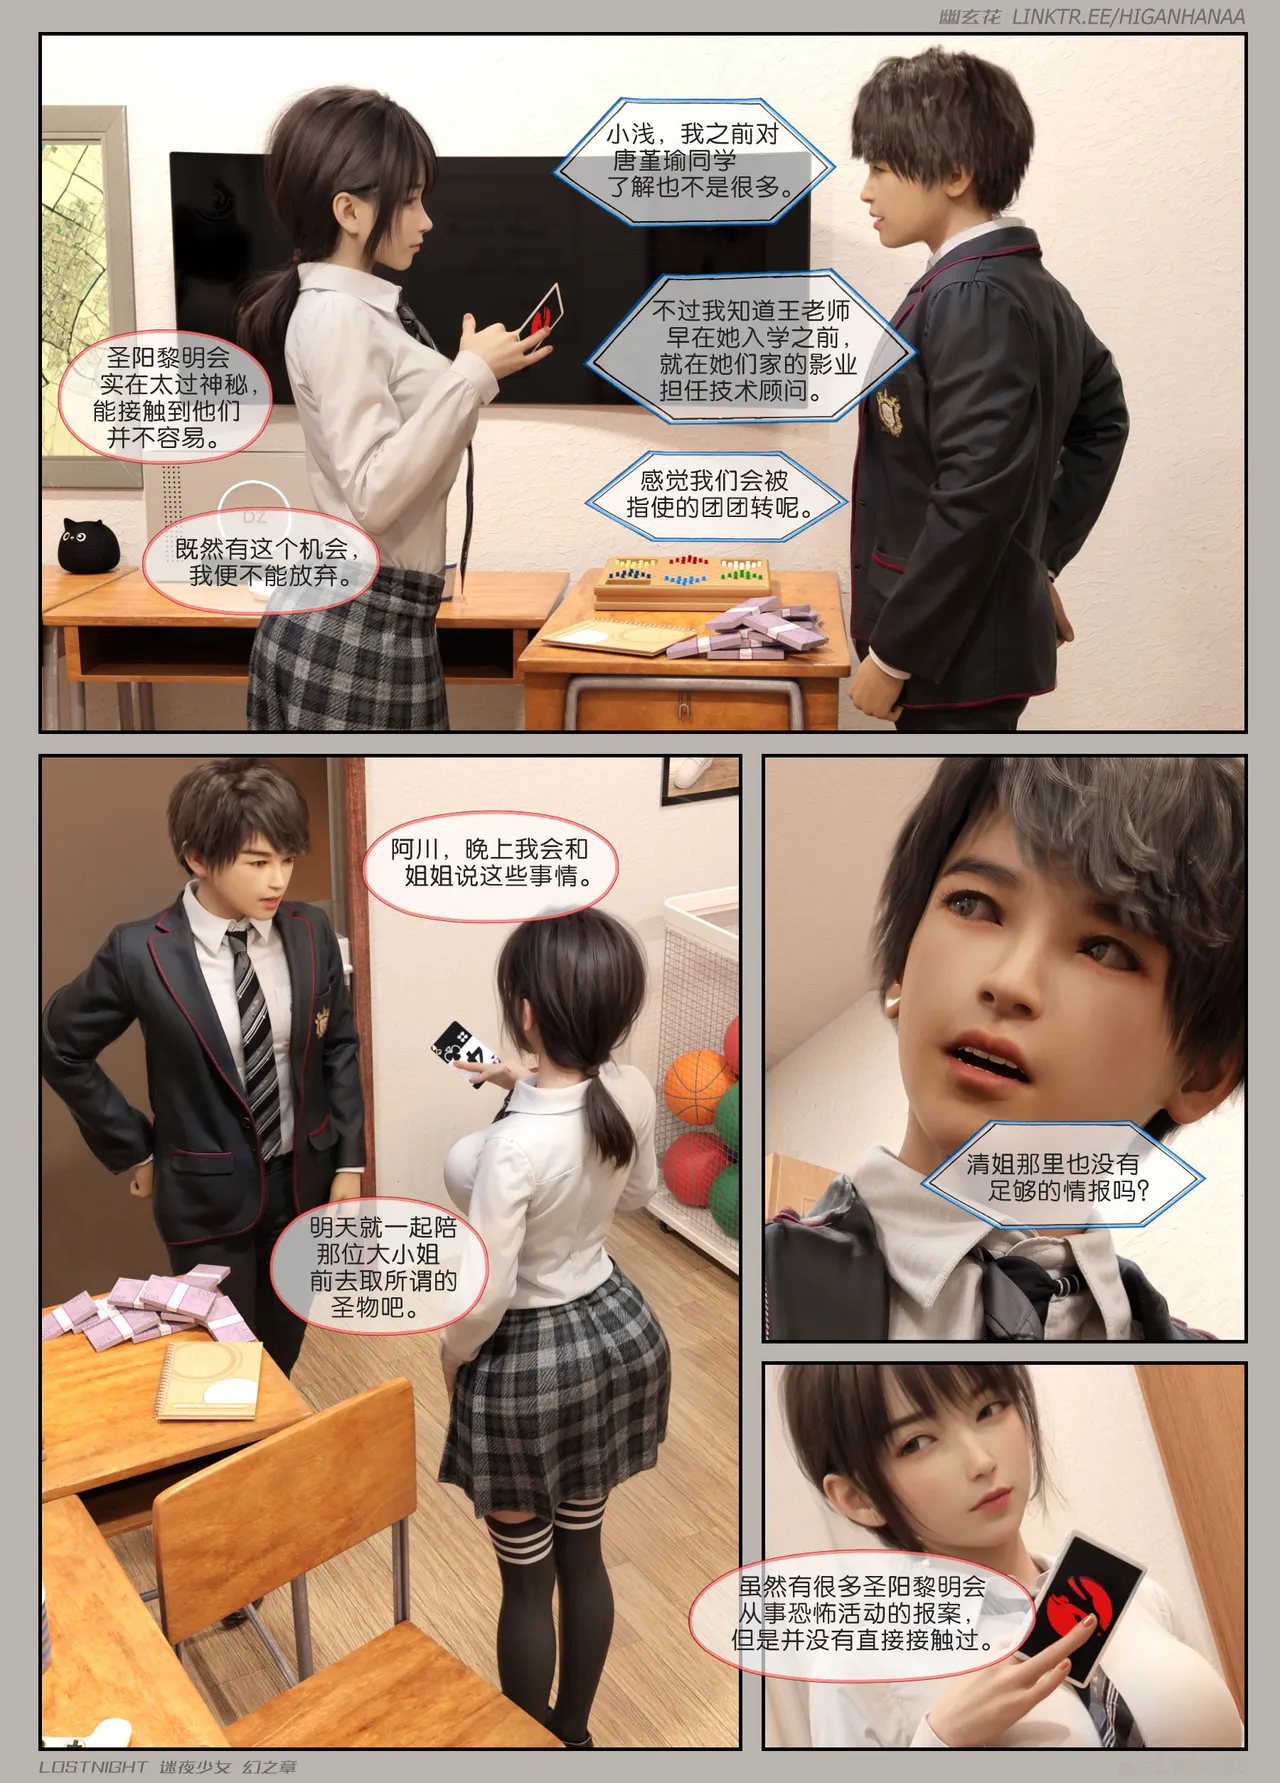 幽玄花 LINKTR.EE/HIGANHANAA
小浅，我之前对
唐堇瑜同学
了解也不是很多。
不过我知道王老师
早在她入学之前，
就在她们家的影业
担任技术顾问。
圣阳黎明会
实在太过神秘，
能接触到他们
并不容易。
感觉我们会被
指使的团团转呢。
既然有这个机会，
我便不能放弃。
DZ
阿川，晚上我会和
姐姐说这些事情。
明天就一起陪
那位大小姐
前去取所谓的
圣物吧。
清姐那里也没有
足够的情报吗？
虽然有很多圣阳黎明会
从事恐怖活动的报案，
但是并没有直接接触过。
LOSTNIGHT 迷夜少女 幻之章